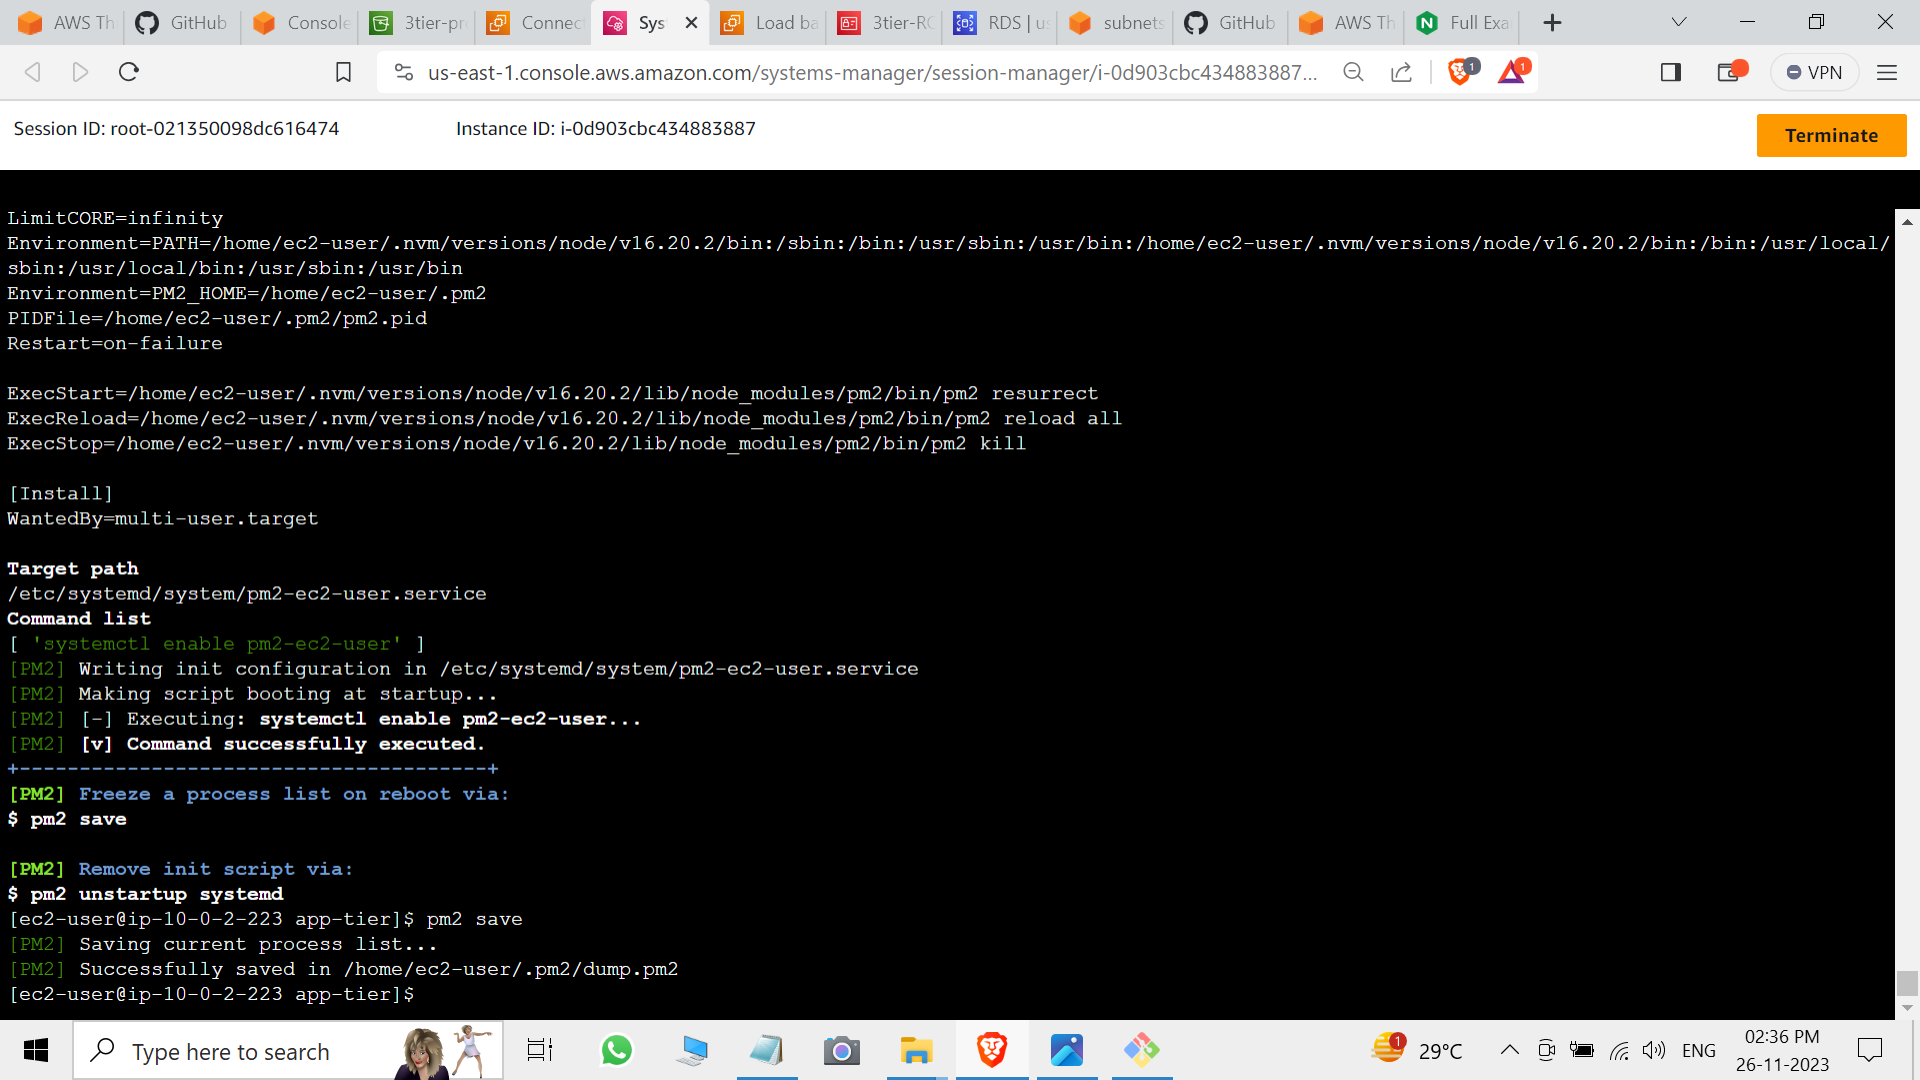 AWS Th
GitHub
Console
3tier-pr
Connec
Sys
Load ba
3tier-RO
RDS | us
subnets
GitHub
AWS Th
Full Exa
us-east-1.console.aws.amazon.com/systems-manager/session-manager/i-0d903cbc434883887...
1
1
VPN
Session ID: root-021350098dc616474
Instance ID: i-0d903cbc434883887
Terminate
LimitCORE=infinity
Environment=PATH=/home/ec2-user/.nvm/versions/node/v16.20.2/bin:/sbin:/bin:/usr/sbin:/usr/bin:/home/ec2-user/.nvm/versions/node/v16.20.2/bin:/bin:/usr/local/
sbin:/usr/local/bin:/usr/sbin:/usr/bin
Environment=PM2_HOME=/home/ec2-user/.pm2
PIDFile=/home/ec2-user/.pm2/pm2.pid
Restart=on-failure
ExecStart=/home/ec2-user/.nvm/versions/node/v16.20.2/lib/node_modules/pm2/bin/pm2 resurrect
ExecReload=/home/ec2-user/.nvm/versions/node/v16.20.2/lib/node_modules/pm2/bin/pm2 reload all
ExecStop=/home/ec2-user/.nvm/versions/node/v16.20.2/lib/node_modules/pm2/bin/pm2 kill
[Install]
WantedBy=multi-user.target
Target path
/etc/systemd/system/pm2-ec2-user.service
Command list
[ 'systemctl enable pm2-ec2-user' ]
[PM2] Writing init configuration in /etc/systemd/system/pm2-ec2-user.service
[PM2] Making script booting at startup...
[PM2] [-] Executing: systemctl enable pm2-ec2-user...
[PM2] [v] Command successfully executed.
+---------------------------------------+
[PM2] Freeze a process list on reboot via:
$ pm2 save
[PM2] Remove init script via:
$ pm2 unstartup systemd
[ec2-user@ip-10-0-2-223 app-tier]$ pm2 save
[PM2] Saving current process list...
[PM2] Successfully saved in /home/ec2-user/.pm2/dump.pm2
[ec2-user@ip-10-0-2-223 app-tier]$
Type here to search
1
29°C
ENG
02:36 PM
26-11-2023